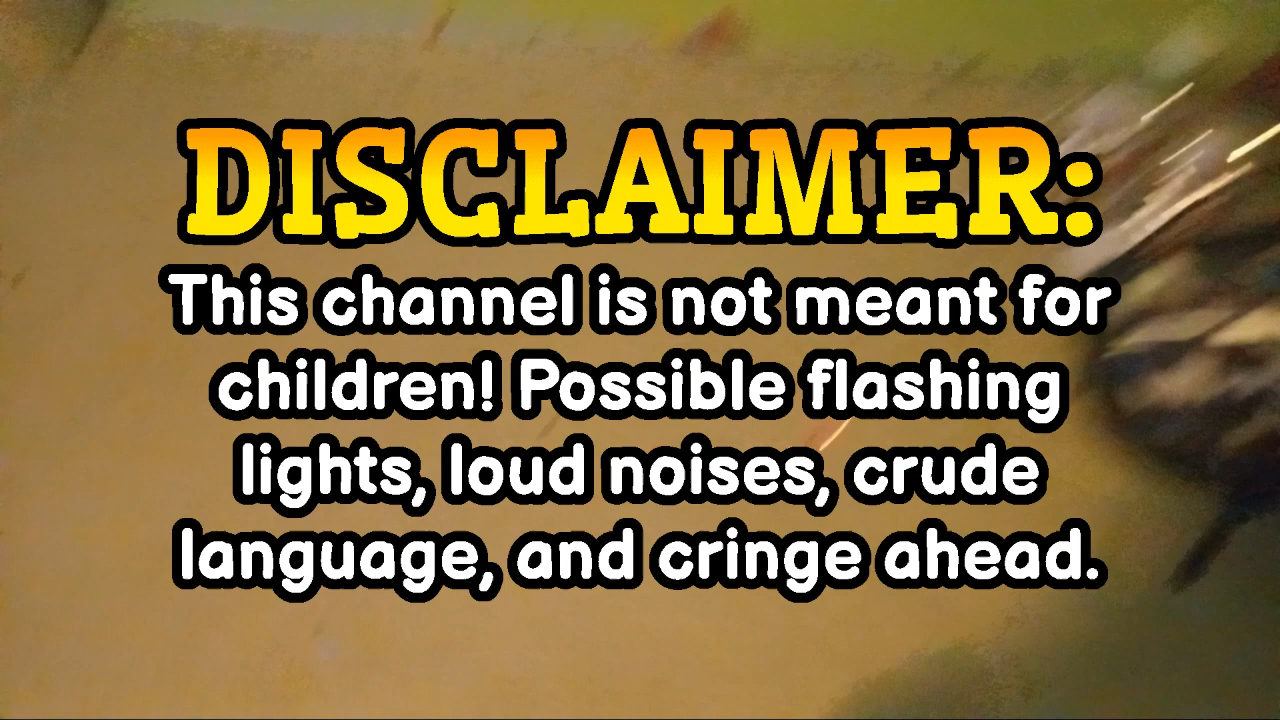 DISCLAIMER:
This channel is not meant for
children! Possible flashing
lights, loud noises, crude
language, and cringe ahead.